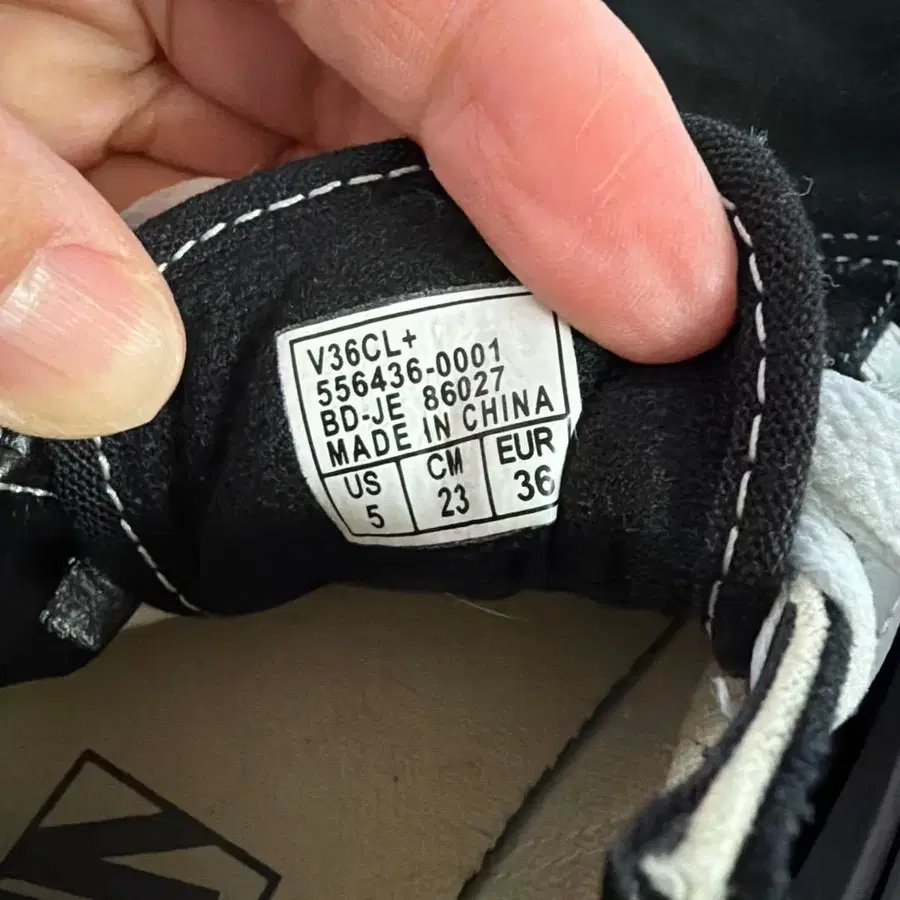 V36CL+
556436-0001
BD-JE 86027
MADE IN CHINA
US CM EUR
5 23 36